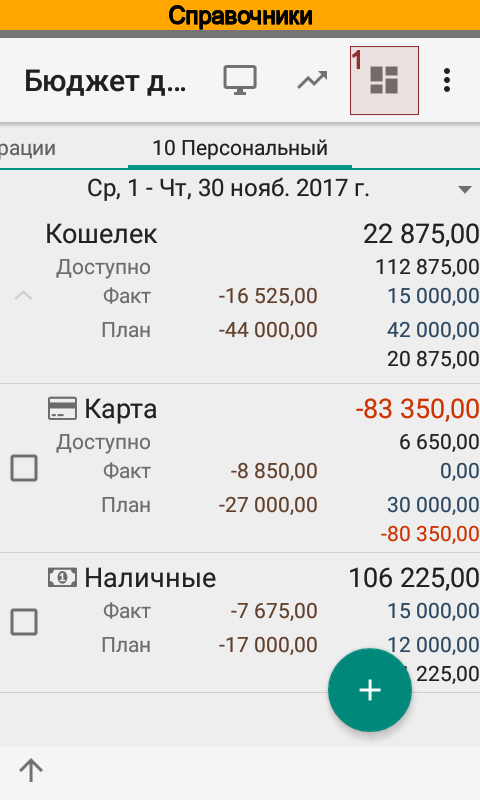 Справочники
1
Бюджет д...
рации 10 Персональный
Ср, 1 - Чт, 30 нояб. 2017 г.
Кошелек 22 875,00
Доступно 112 875,00
Факт -16 525,00 15 000,00
План -44 000,00 42 000,00
20 875,00
Карта -83 350,00
Доступно 6 650,00
Факт -8 850,00 0,00
План -27 000,00 30 000,00
-80 350,00
Наличные 106 225,00
Факт -7 675,00 15 000,00
План -17 000,00 12 000,00
225,00